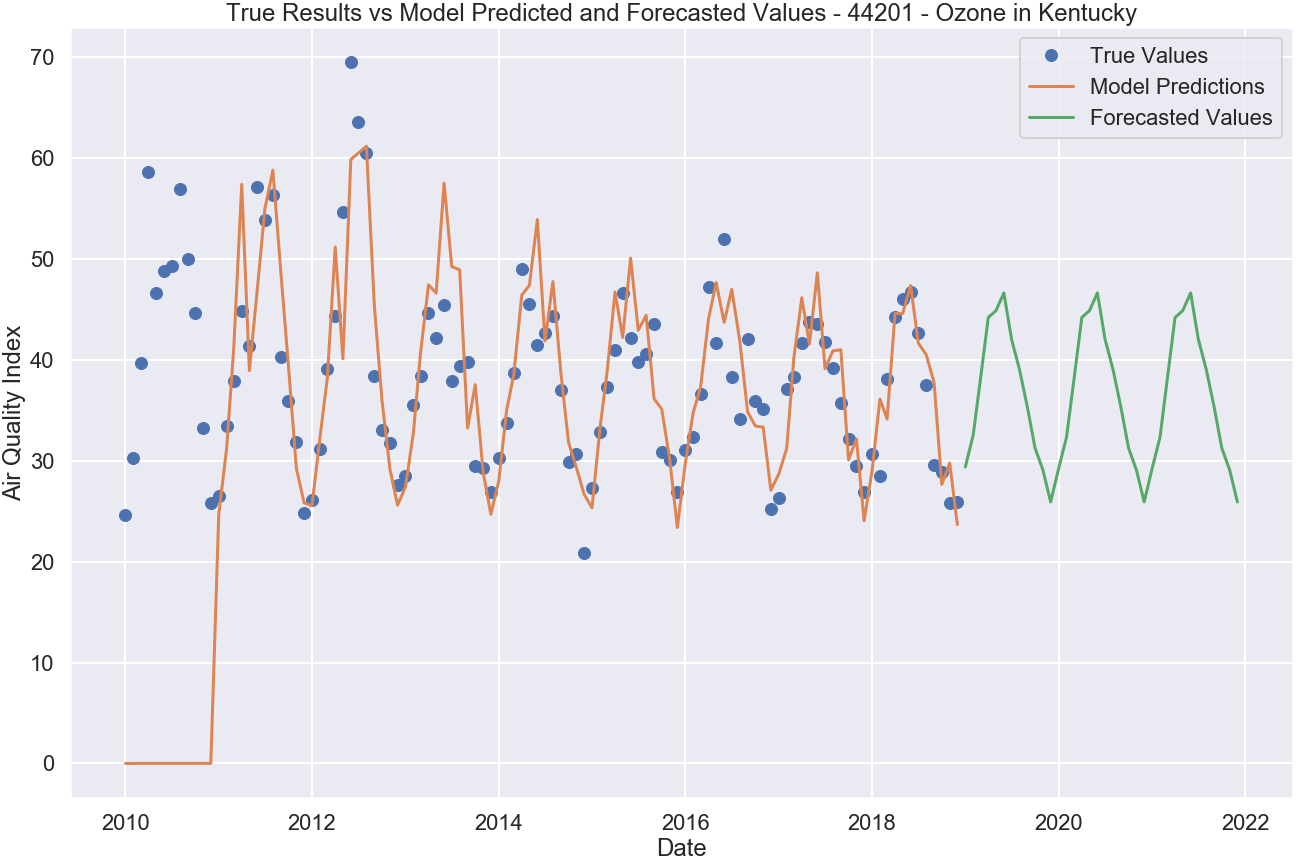 True Results vs Model Predicted and Forecasted Values - 44201 - Ozone in Kentucky
True Values
Model Predictions
Forecasted Values
Air Quality Index
70
60
50
40
30
20
10
0
2010 2012 2014 2016 2018 2020 2022
Date